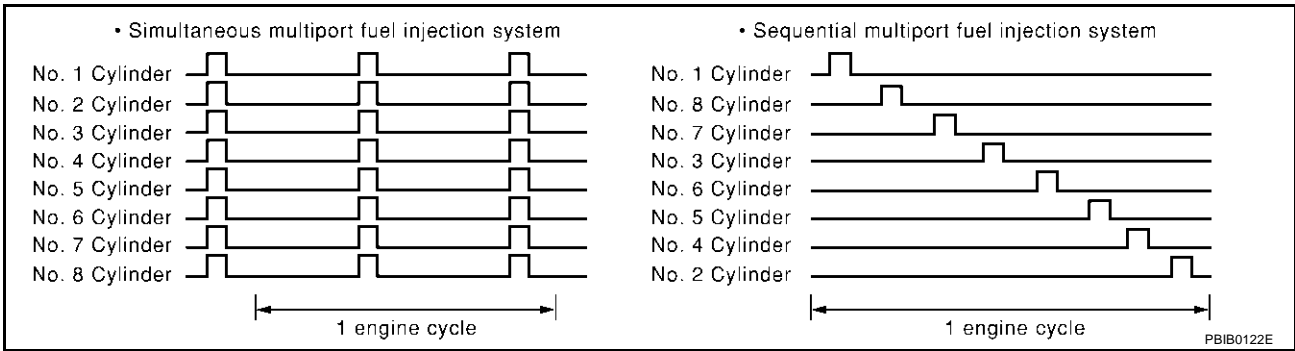 • Simultaneous multiport fuel injection system
No. 1 Cylinder
No. 2 Cylinder
No. 3 Cylinder
No. 4 Cylinder
No. 5 Cylinder
No. 6 Cylinder
No. 7 Cylinder
No. 8 Cylinder
1 engine cycle
• Sequential multiport fuel injection system
No. 1 Cylinder
No. 8 Cylinder
No. 7 Cylinder
No. 3 Cylinder
No. 6 Cylinder
No. 5 Cylinder
No. 4 Cylinder
No. 2 Cylinder
1 engine cycle
PBIB0122E